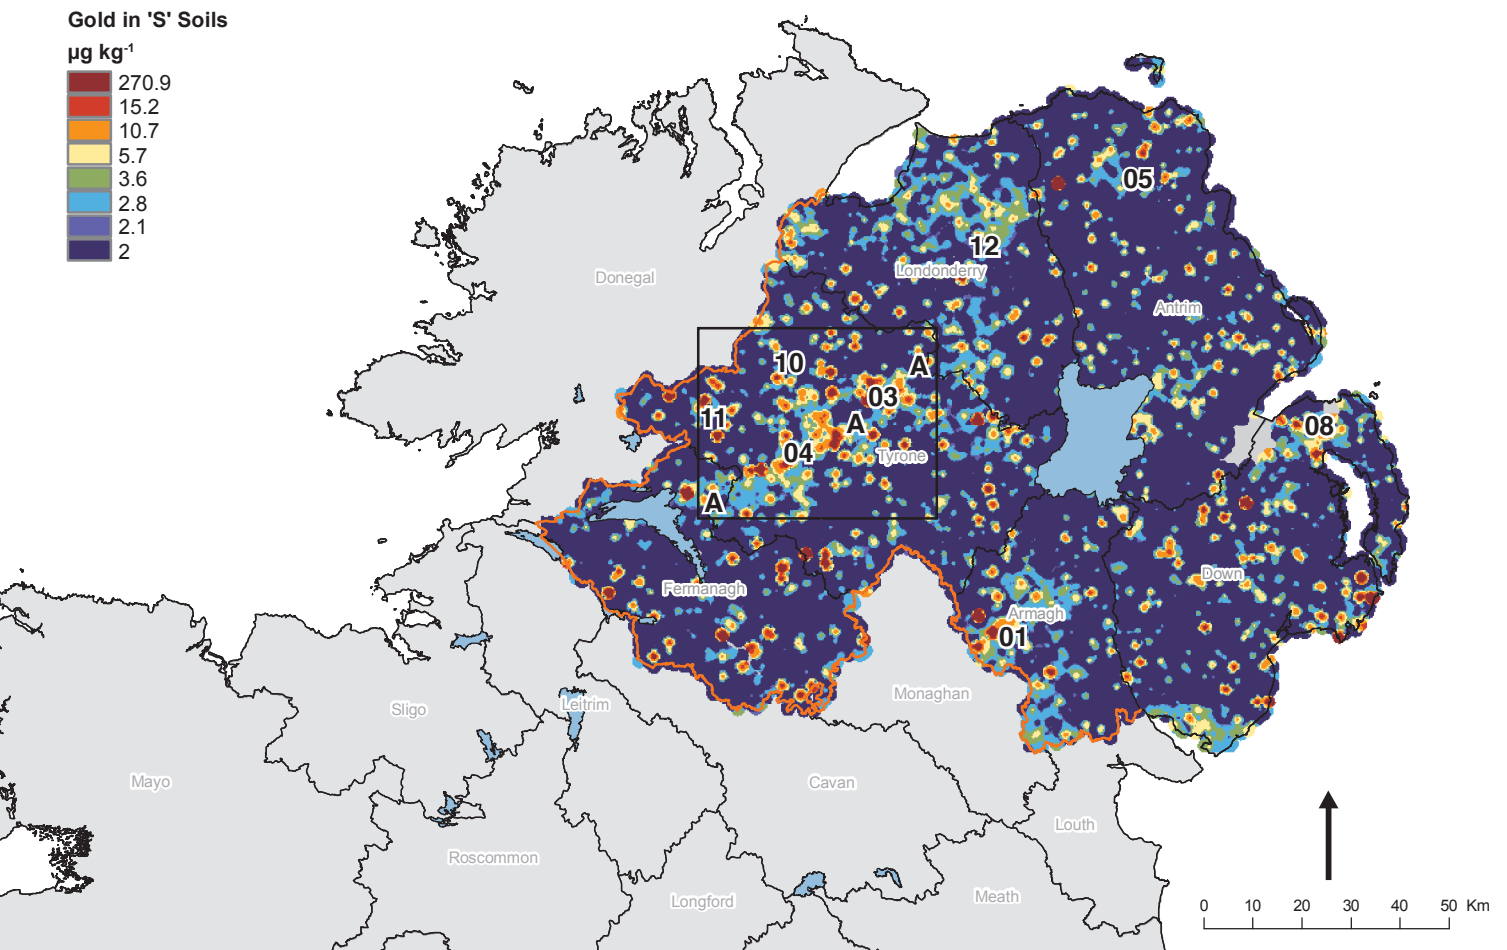 Gold in 'S' Soils
µg kg⁻¹
270.9
15.2
10.7
5.7
3.6
2.8
2.1
2
05
12
Londonderry
Donegal
Antrim
10
A
03
11
A
08
04
Tyrone
A
Down
Fermanagh
Armagh
01
Monaghan
Leitrim
Sligo
Mayo
Cavan
Louth
Roscommon
Meath
Longford
0 10 20 30 40 50 Km